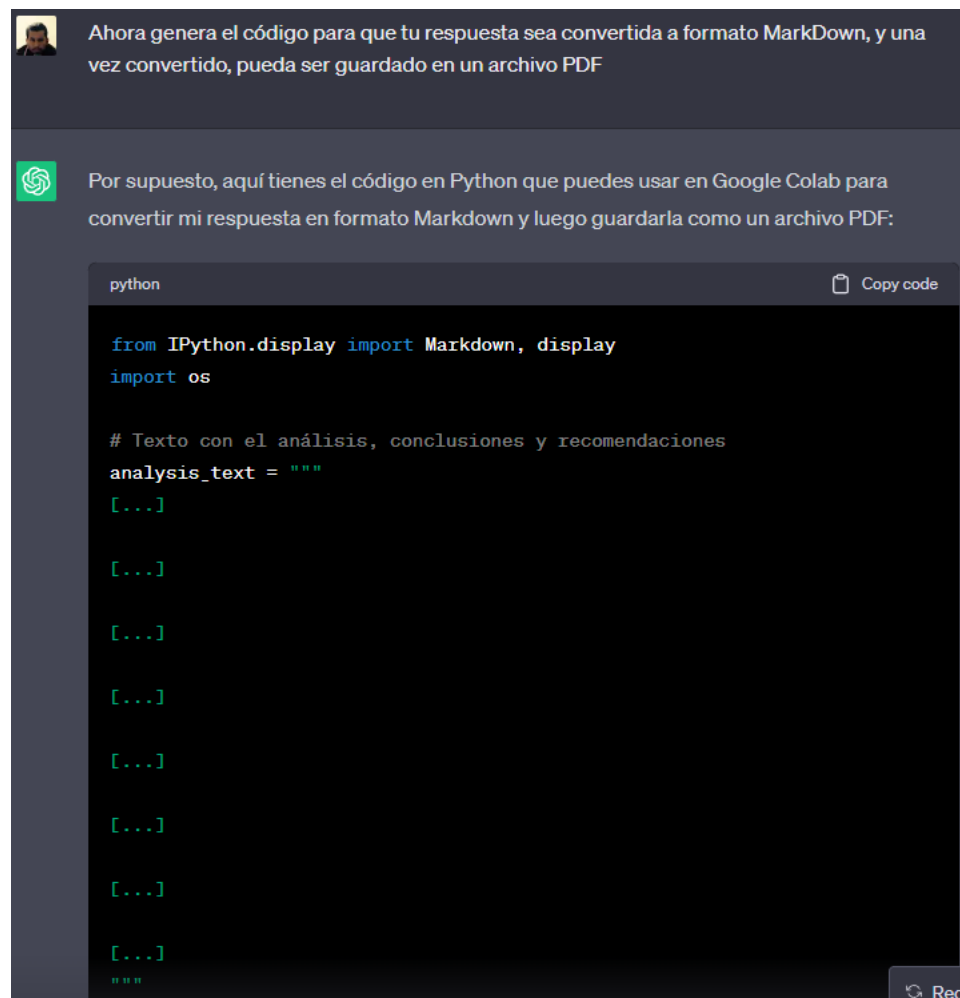 Ahora genera el código para que tu respuesta sea convertida a formato MarkDown, y una
vez convertido, pueda ser guardado en un archivo PDF
Por supuesto, aquí tienes el código en Python que puedes usar en Google Colab para
convertir mi respuesta en formato Markdown y luego guardarla como un archivo PDF:
python Copy code
from IPython.display import Markdown, display
import os
# Texto con el análisis, conclusiones y recomendaciones
analysis_text = """
[...]
[...]
[...]
[...]
[...]
[...]
[...]
[...]
"""